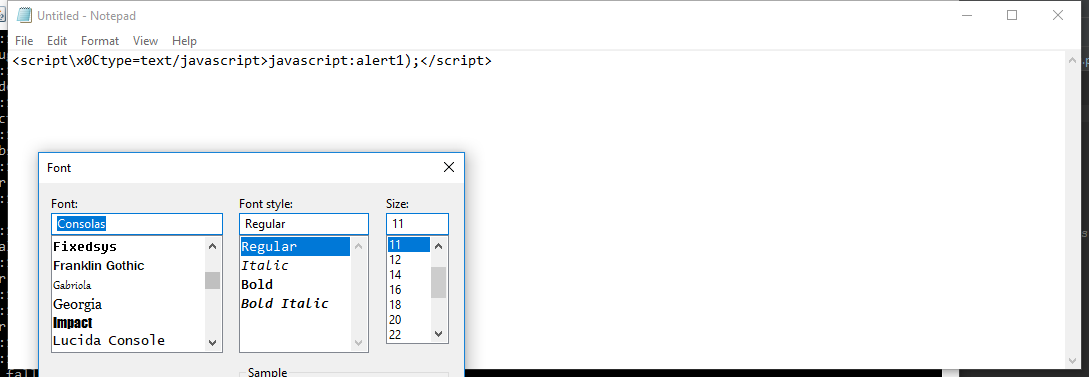 Untitled - Notepad
File Edit Format View Help
<script\x0Ctype=text/javascript>javascript:alert1);</script>
Font
Font: Font style: Size:
Consolas Regular 11
Fixedsys Regular 11
Franklin Gothic Italic 12
Gabriola Bold 14
Georgia Bold Italic 16
Impact 18
Lucida Console 20
22
Sample